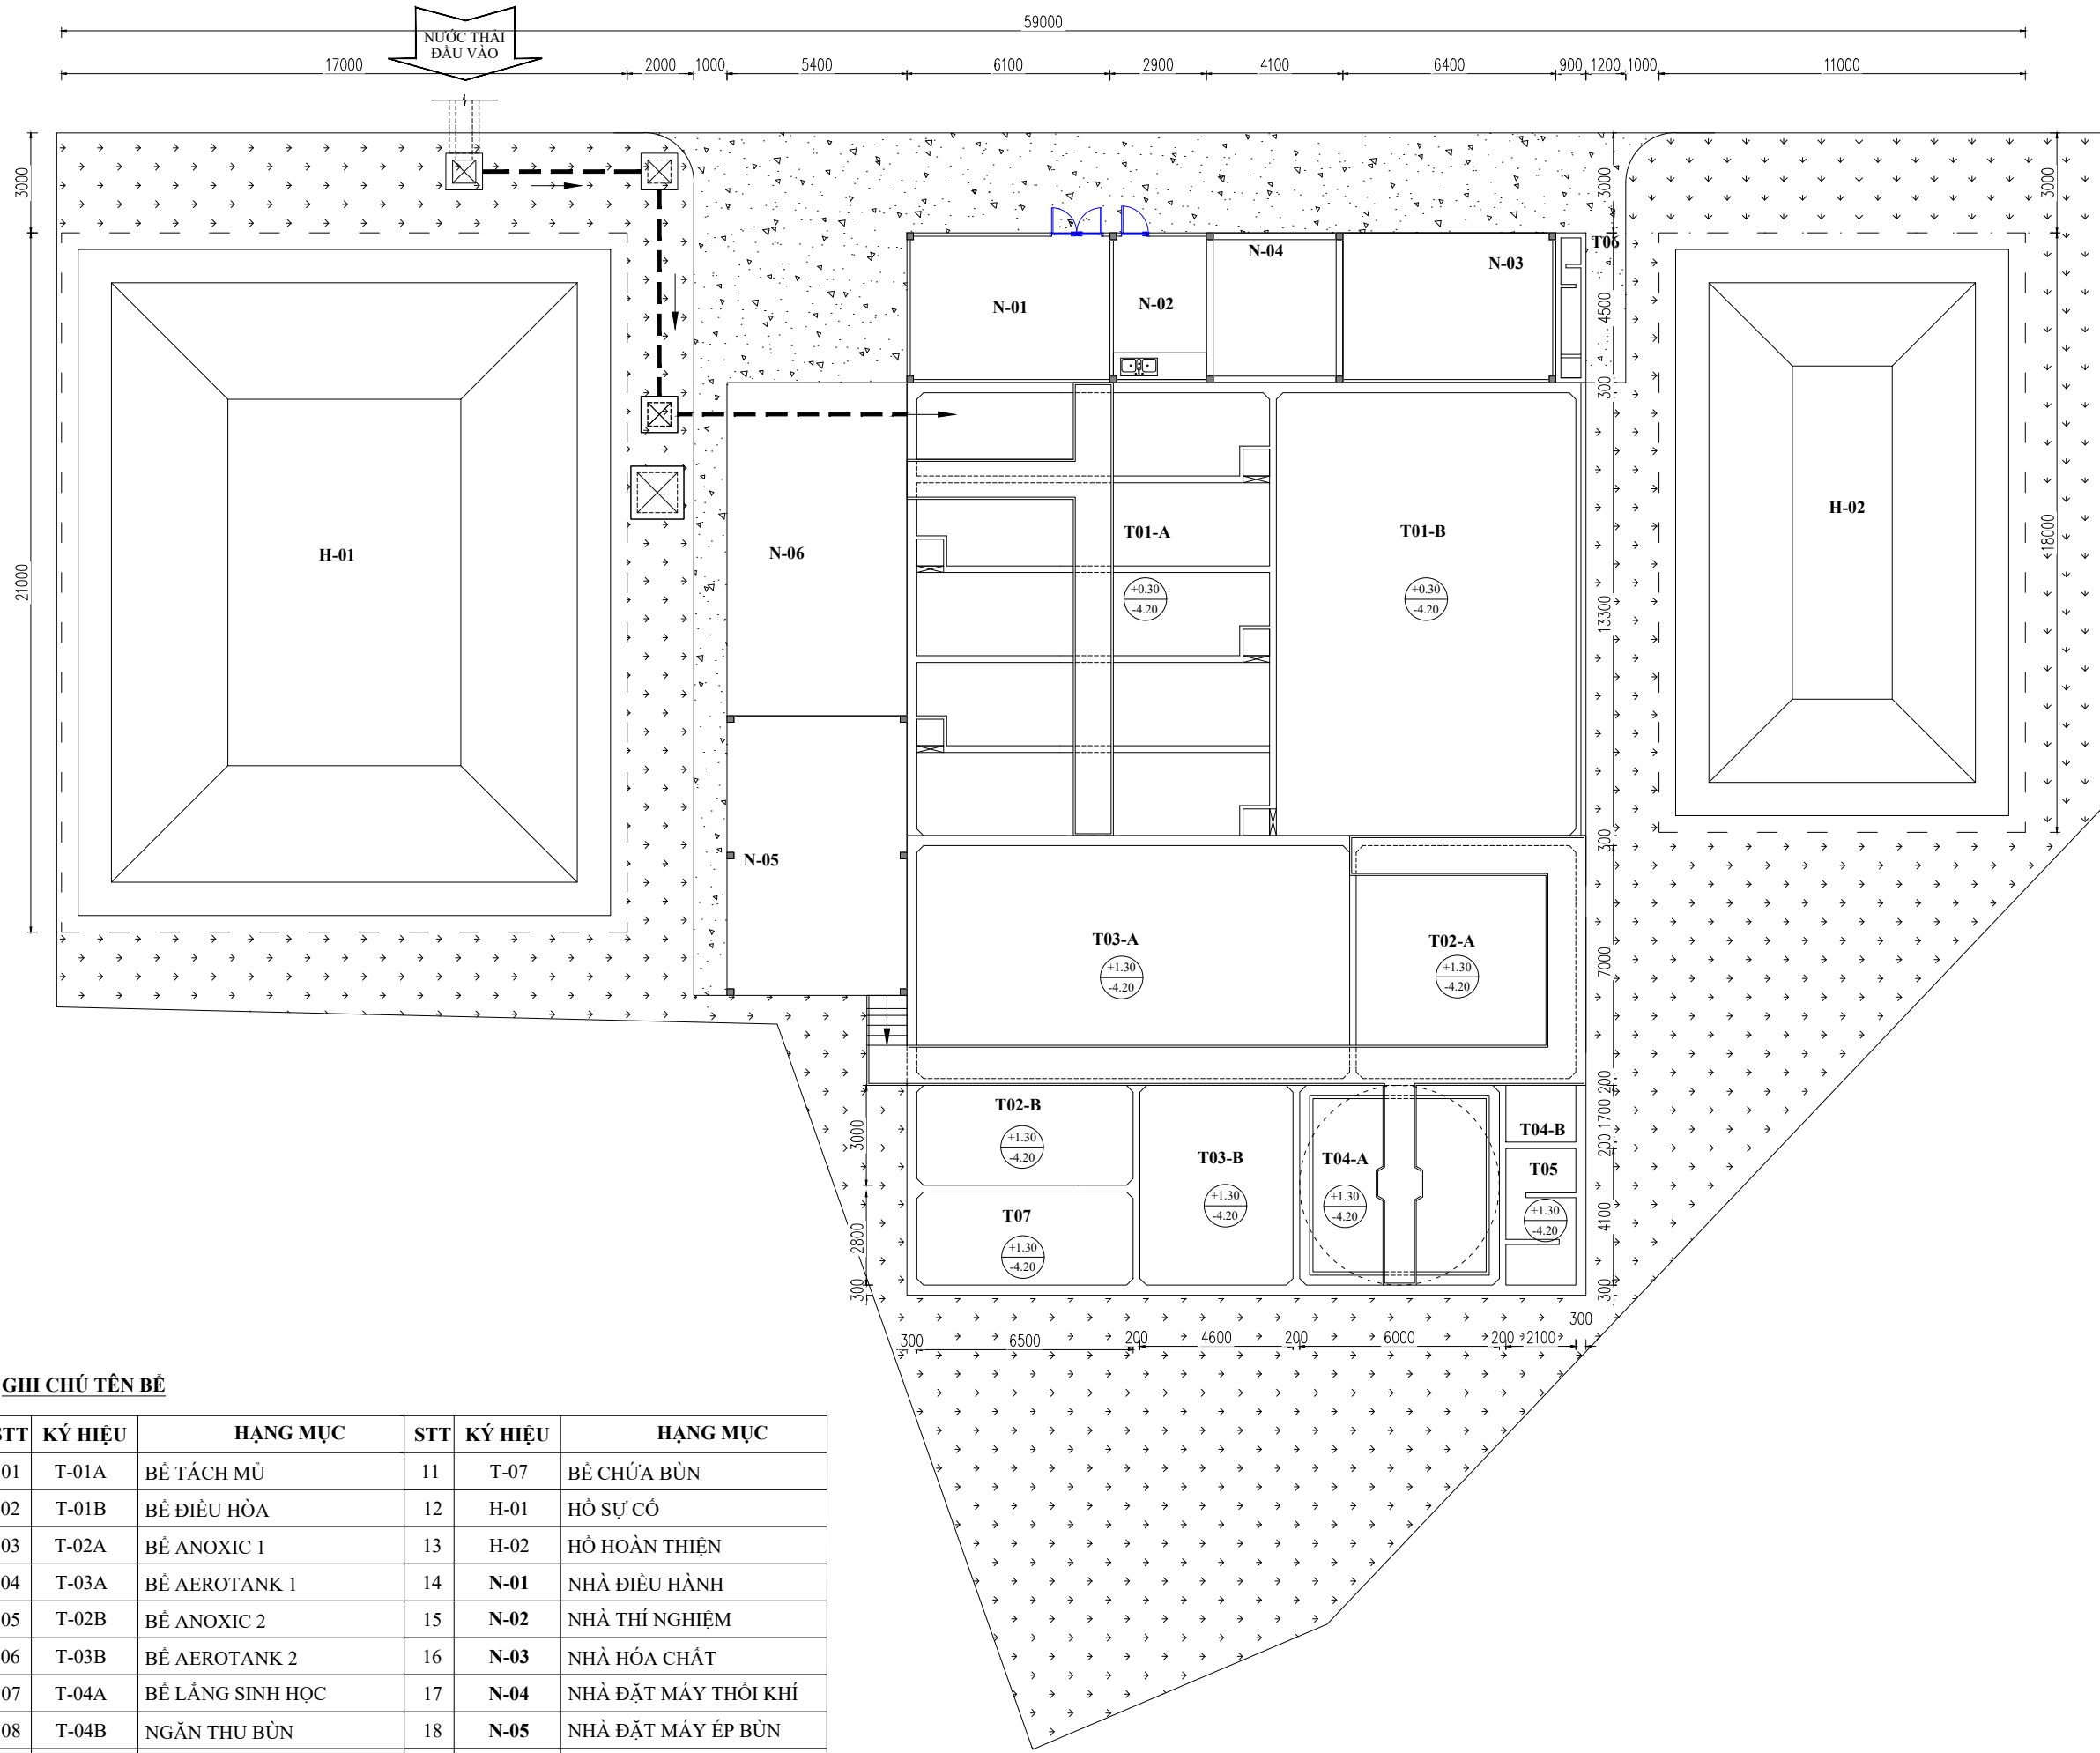 59000
NƯỚC THẢI
ĐẦU VÀO
17000
2000
1000
5400
6100
2900
4100
6400
900
1200
1000
11000
3000
3000
3000
T06
N-04
N-03
N-01
N-02
4500
300
H-02
T01-A
T01-B
18000
H-01
N-06
21000
+0.30
-4.20
+0.30
-4.20
13300
300
N-05
T03-A
T02-A
+1.30
-4.20
+1.30
-4.20
7000
200
T02-B
1700
3000
T04-B
+1.30
-4.20
T03-B
T04-A
200
T05
T07
+1.30
-4.20
+1.30
-4.20
+1.30
-4.20
4100
2800
+1.30
-4.20
300
300
300
300
6500
200
4600
200
6000
200
2100
GHI CHÚ TÊN BỂ
STT KÝ HIỆU HẠNG MỤC STT KÝ HIỆU HẠNG MỤC
01 T-01A BỂ TÁCH MỦ 11 T-07 BỂ CHỨA BÙN
02 T-01B BỂ ĐIỀU HÒA 12 H-01 HỒ SỰ CỐ
03 T-02A BỂ ANOXIC 1 13 H-02 HỒ HOÀN THIỆN
04 T-03A BỂ AEROTANK 1 14 N-01 NHÀ ĐIỀU HÀNH
05 T-02B BỂ ANOXIC 2 15 N-02 NHÀ THÍ NGHIỆM
06 T-03B BỂ AEROTANK 2 16 N-03 NHÀ HÓA CHẤT
07 T-04A BỂ LẮNG SINH HỌC 17 N-04 NHÀ ĐẶT MÁY THỔI KHÍ
08 T-04B NGĂN THU BÙN 18 N-05 NHÀ ĐẶT MÁY ÉP BÙN